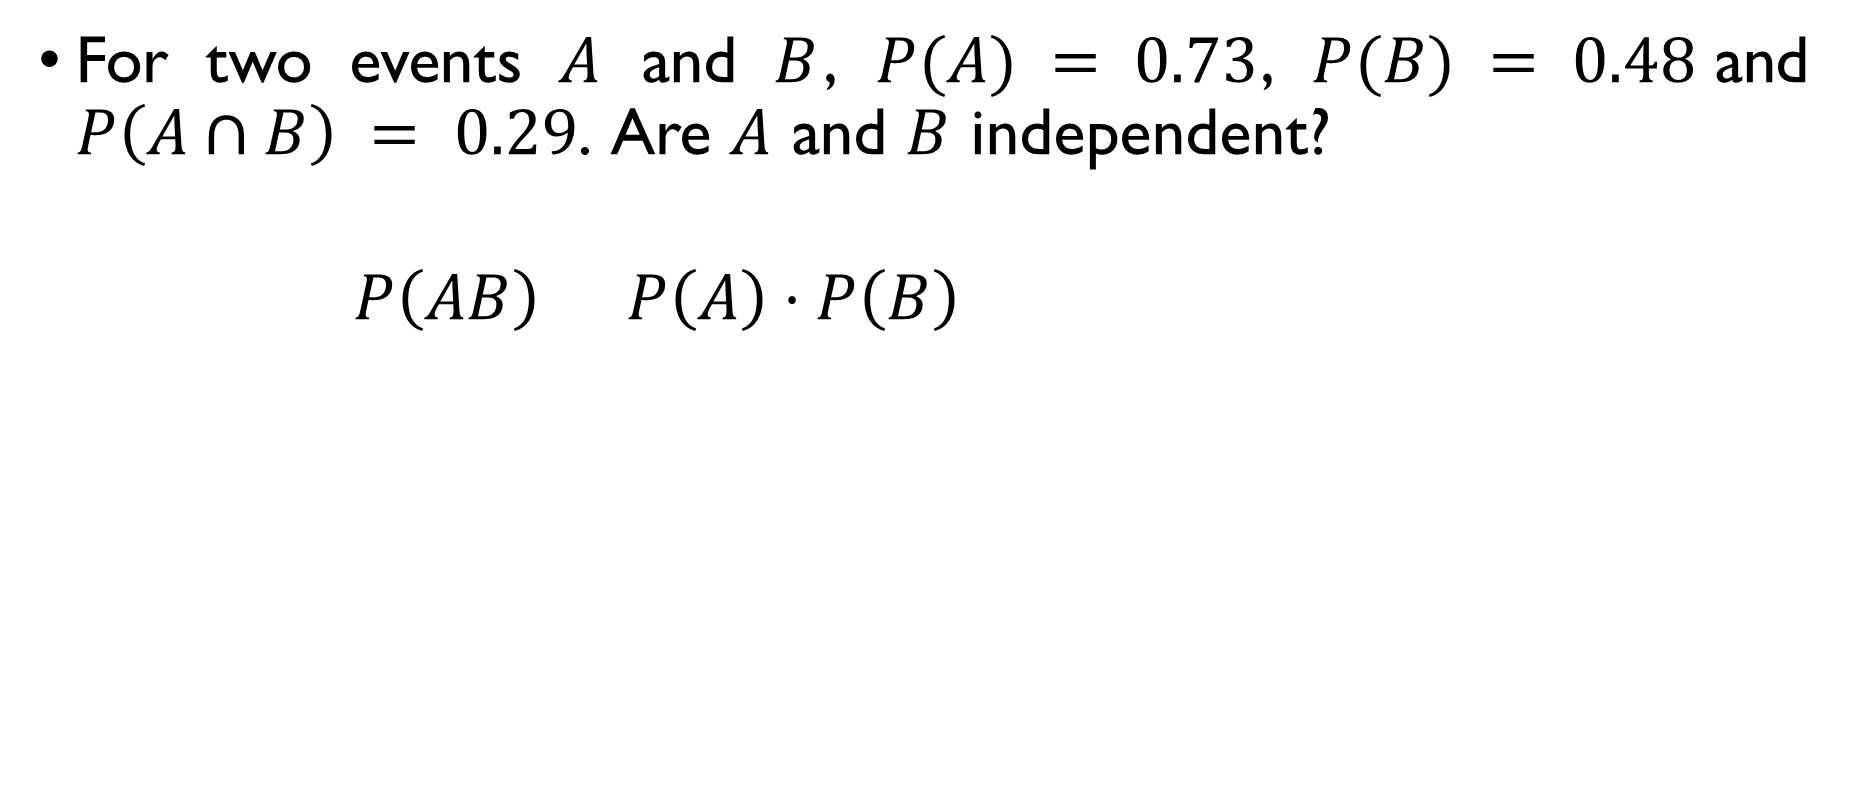 • For two events A and B, P(A) = 0.73, P(B) = 0.48 and
P(A ∩ B) = 0.29. Are A and B independent?
P(AB) P(A) · P(B)